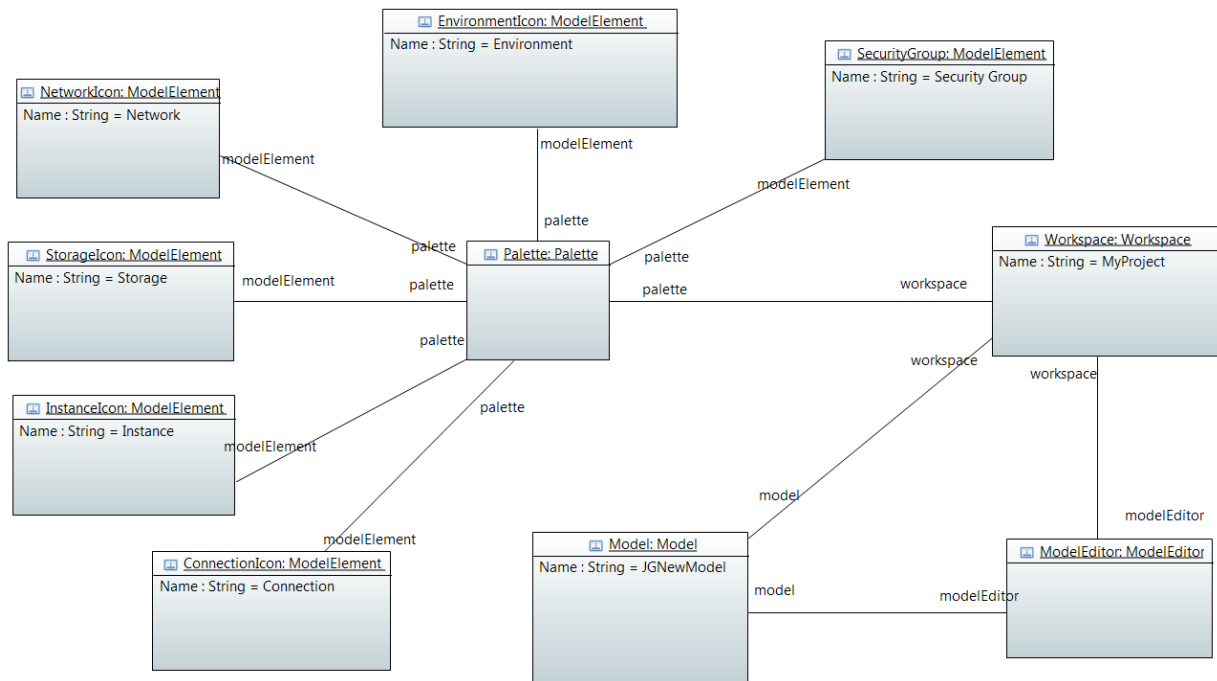 EnvironmentIcon: ModelElement
Name : String = Environment
SecurityGroup: ModelElement
Name : String = Security Group
NetworkIcon: ModelElement
Name : String = Network
modelElement
modelElement
modelElement
palette
palette
palette
StorageIcon: ModelElement
Name : String = Storage
modelElement
palette
Palette: Palette
palette
workspace
Workspace: Workspace
Name : String = MyProject
palette
workspace
workspace
InstanceIcon: ModelElement
Name : String = Instance
modelElement
palette
model
modelEditor
modelElement
ConnectionIcon: ModelElement
Name : String = Connection
Model: Model
Name : String = JGNewModel
model
modelEditor
ModelEditor: ModelEditor